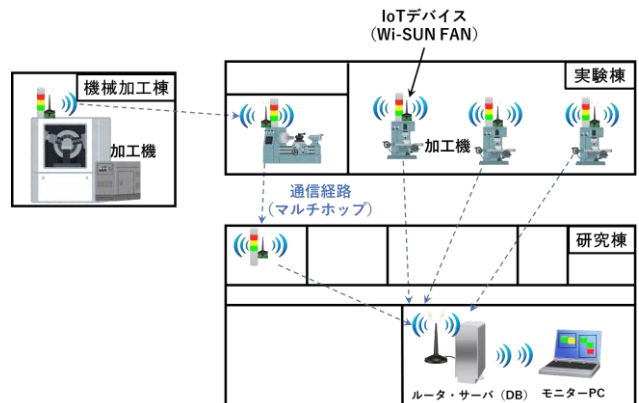 IoTデバイス
（Wi-SUN FAN）
機械加工棟
実験棟
加工機
加工機
通信経路
（マルチホップ）
研究棟
ルータ・サーバ（DB）
モニターPC